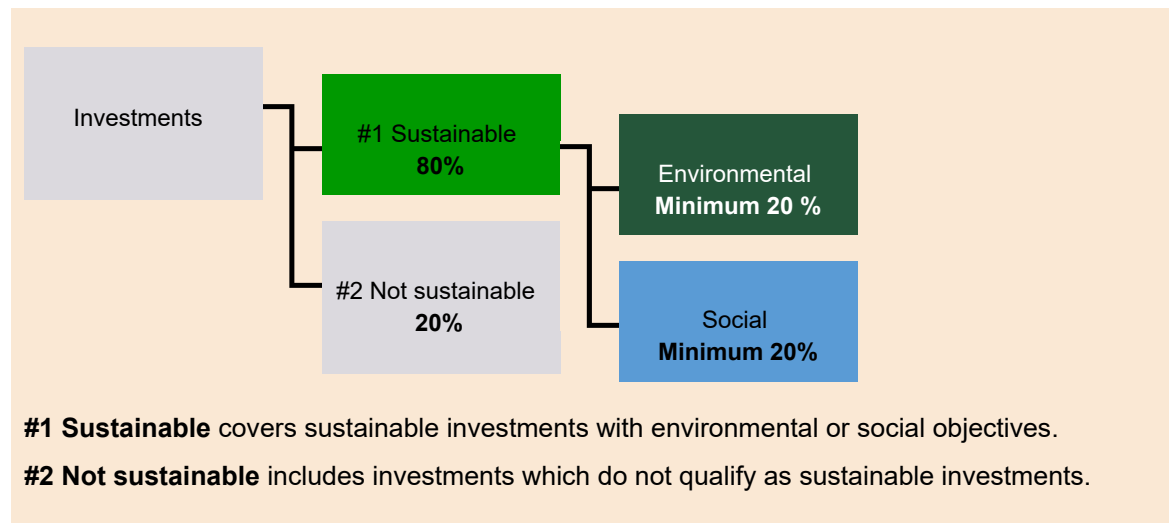 Investments
#1 Sustainable
80%
Environmental
Minimum 20 %
#2 Not sustainable
20%
Social
Minimum 20%
#1 Sustainable covers sustainable investments with environmental or social objectives.
#2 Not sustainable includes investments which do not qualify as sustainable investments.